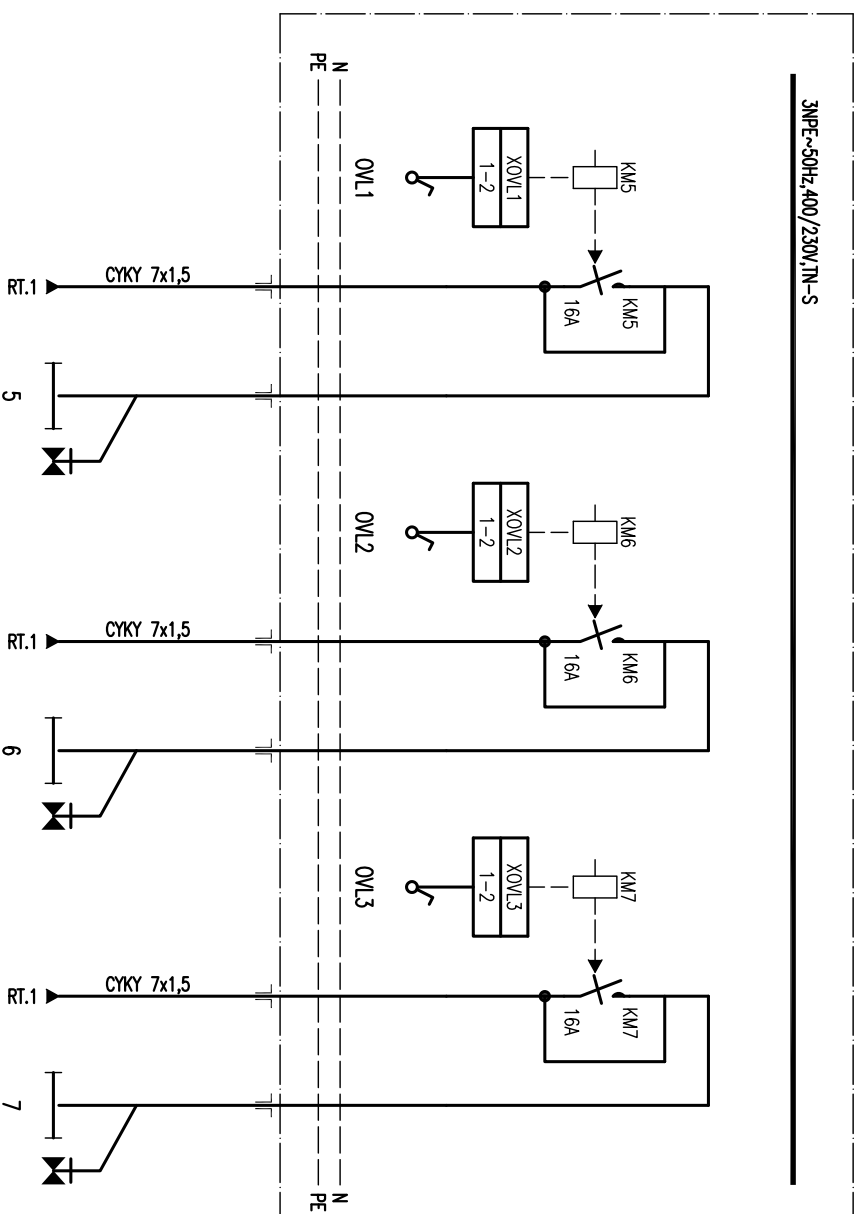 3NPE~50Hz,400/230V,TN-S
KM5
KM5
16A
XOVL1
1-2
OVL1
KM6
KM6
16A
XOVL2
1-2
OVL2
KM7
KM7
16A
XOVL3
1-2
OVL3
N
PE
N
PE
CYKY 7x1,5
RT.1
5
CYKY 7x1,5
RT.1
6
CYKY 7x1,5
RT.1
7